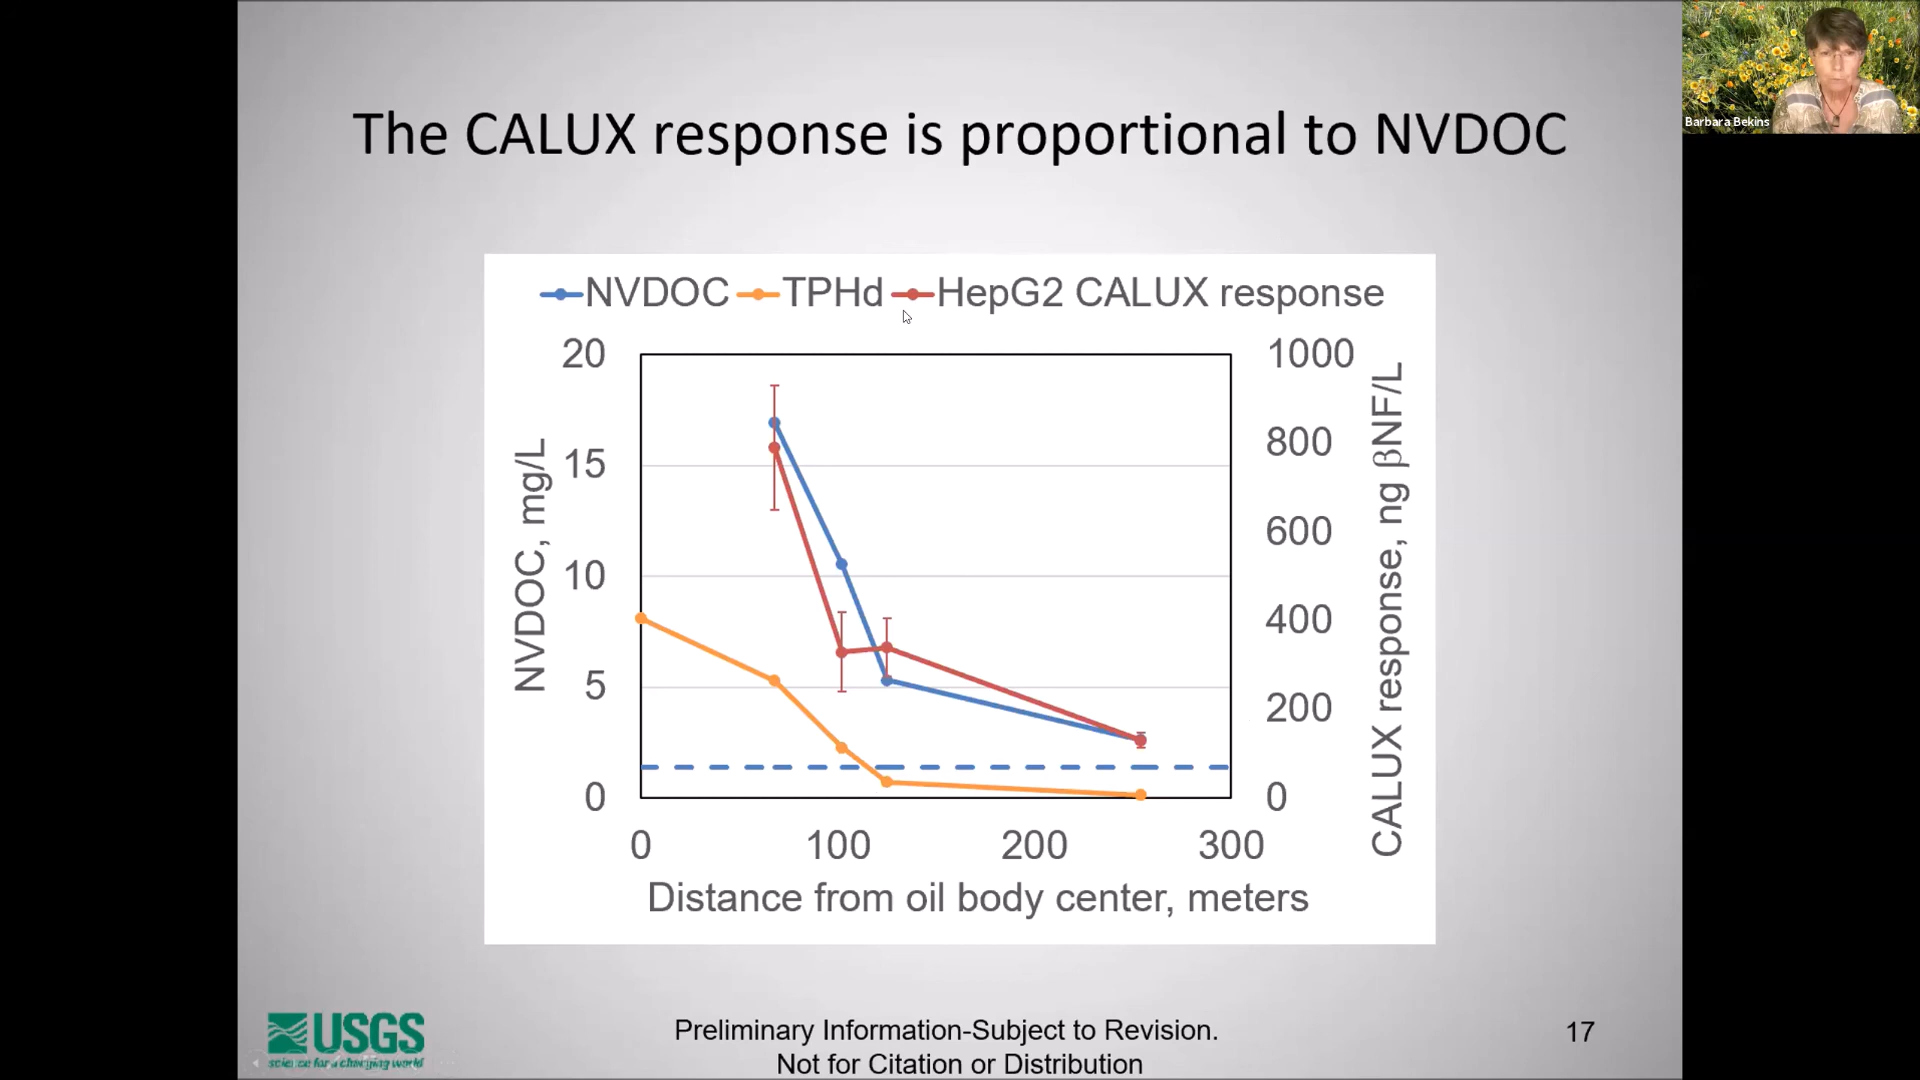 The CALUX response is proportional to NVDOC
Barbara Bekins
NVDOC TPHd HepG2 CALUX response
20
15
10
5
0
NVDOC, mg/L
1000
800
600
400
200
0
CALUX response, ng βNF/L
0 100 200 300
Distance from oil body center, meters
USGS
science for a changing world
Preliminary Information-Subject to Revision.
Not for Citation or Distribution
17